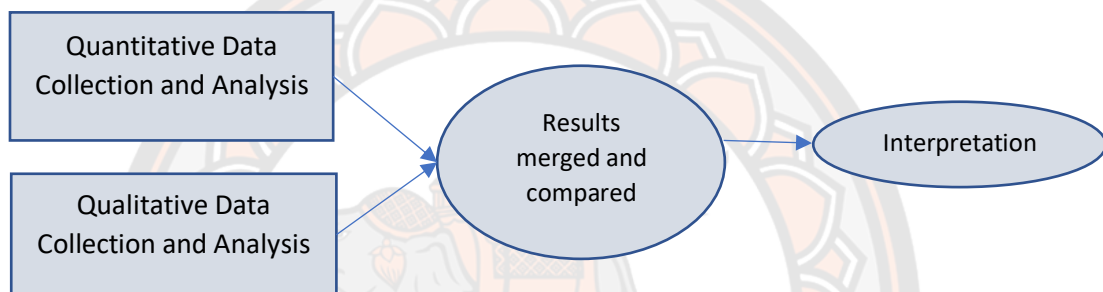 Quantitative Data
Collection and Analysis
Qualitative Data
Collection and Analysis
Results
merged and
compared
Interpretation